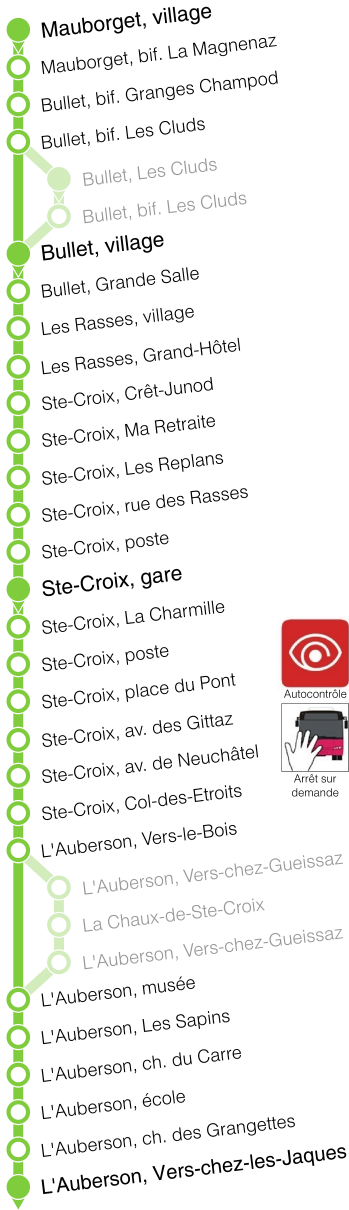 Mauborget, village
Mauborget, bif. La Magnenaz
Bullet, bif. Granges Champod
Bullet, bif. Les Cluds
Bullet, Les Cluds
Bullet, bif. Les Cluds
Bullet, village
Bullet, Grande Salle
Les Rasses, village
Les Rasses, Grand-Hôtel
Ste-Croix, Crêt-Junod
Ste-Croix, Ma Retraite
Ste-Croix, Les Replans
Ste-Croix, rue des Rasses
Ste-Croix, poste
Ste-Croix, gare
Ste-Croix, La Charmille
Ste-Croix, poste
Ste-Croix, place du Pont
Ste-Croix, av. des Gittaz
Ste-Croix, av. de Neuchâtel
Ste-Croix, Col-des-Etroits
L'Auberson, Vers-le-Bois
L'Auberson, Vers-chez-Gueissaz
La Chaux-de-Ste-Croix
L'Auberson, Vers-chez-Gueissaz
L'Auberson, musée
L'Auberson, Les Sapins
L'Auberson, ch. du Carre
L'Auberson, école
L'Auberson, ch. des Grangettes
L'Auberson, Vers-chez-les-Jaques
Autocontrôle
Arrêt sur
demande